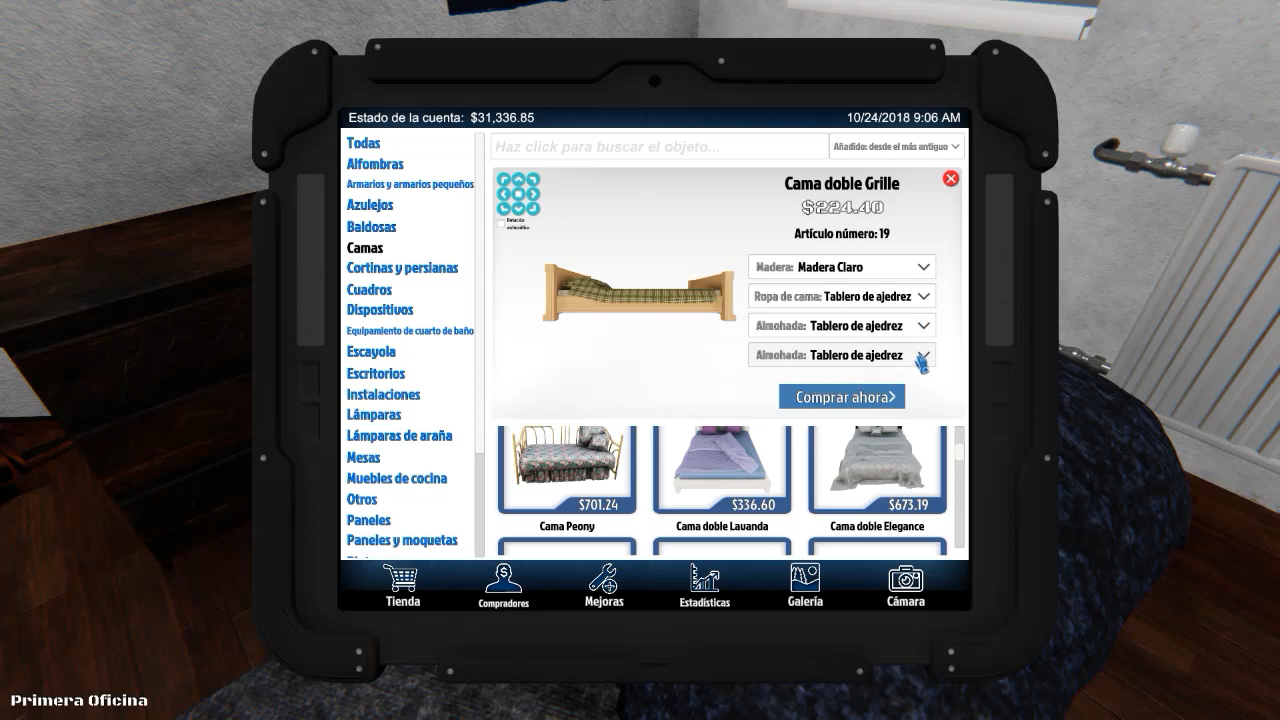 Estado de la cuenta: $31,336.85
10/24/2018 9:06 AM
Todas
Alfombras
Armarios y armarios pequeños
Azulejos
Baldosas
Camas
Cortinas y persianas
Cuadros
Dispositivos
Equipamiento de cuarto de baño
Escayola
Escritorios
Instalaciones
Lámparas
Lámparas de araña
Mesas
Muebles de cocina
Otros
Paneles
Paneles y moquetas
Haz click para buscar el objeto...
Añadido: desde el más antiguo
Rotación
automático
Cama doble Grille
$224.40
Artículo número: 19
Madera: Madera Claro
Ropa de cama: Tablero de ajedrez
Almohada: Tablero de ajedrez
Almohada: Tablero de ajedrez
Comprar ahora>
$701.24
$336.60
$673.19
Cama Peony
Cama doble Lavanda
Cama doble Elegance
Tienda
Compradores
Mejoras
Estadísticas
Galería
Cámara
Primera Oficina